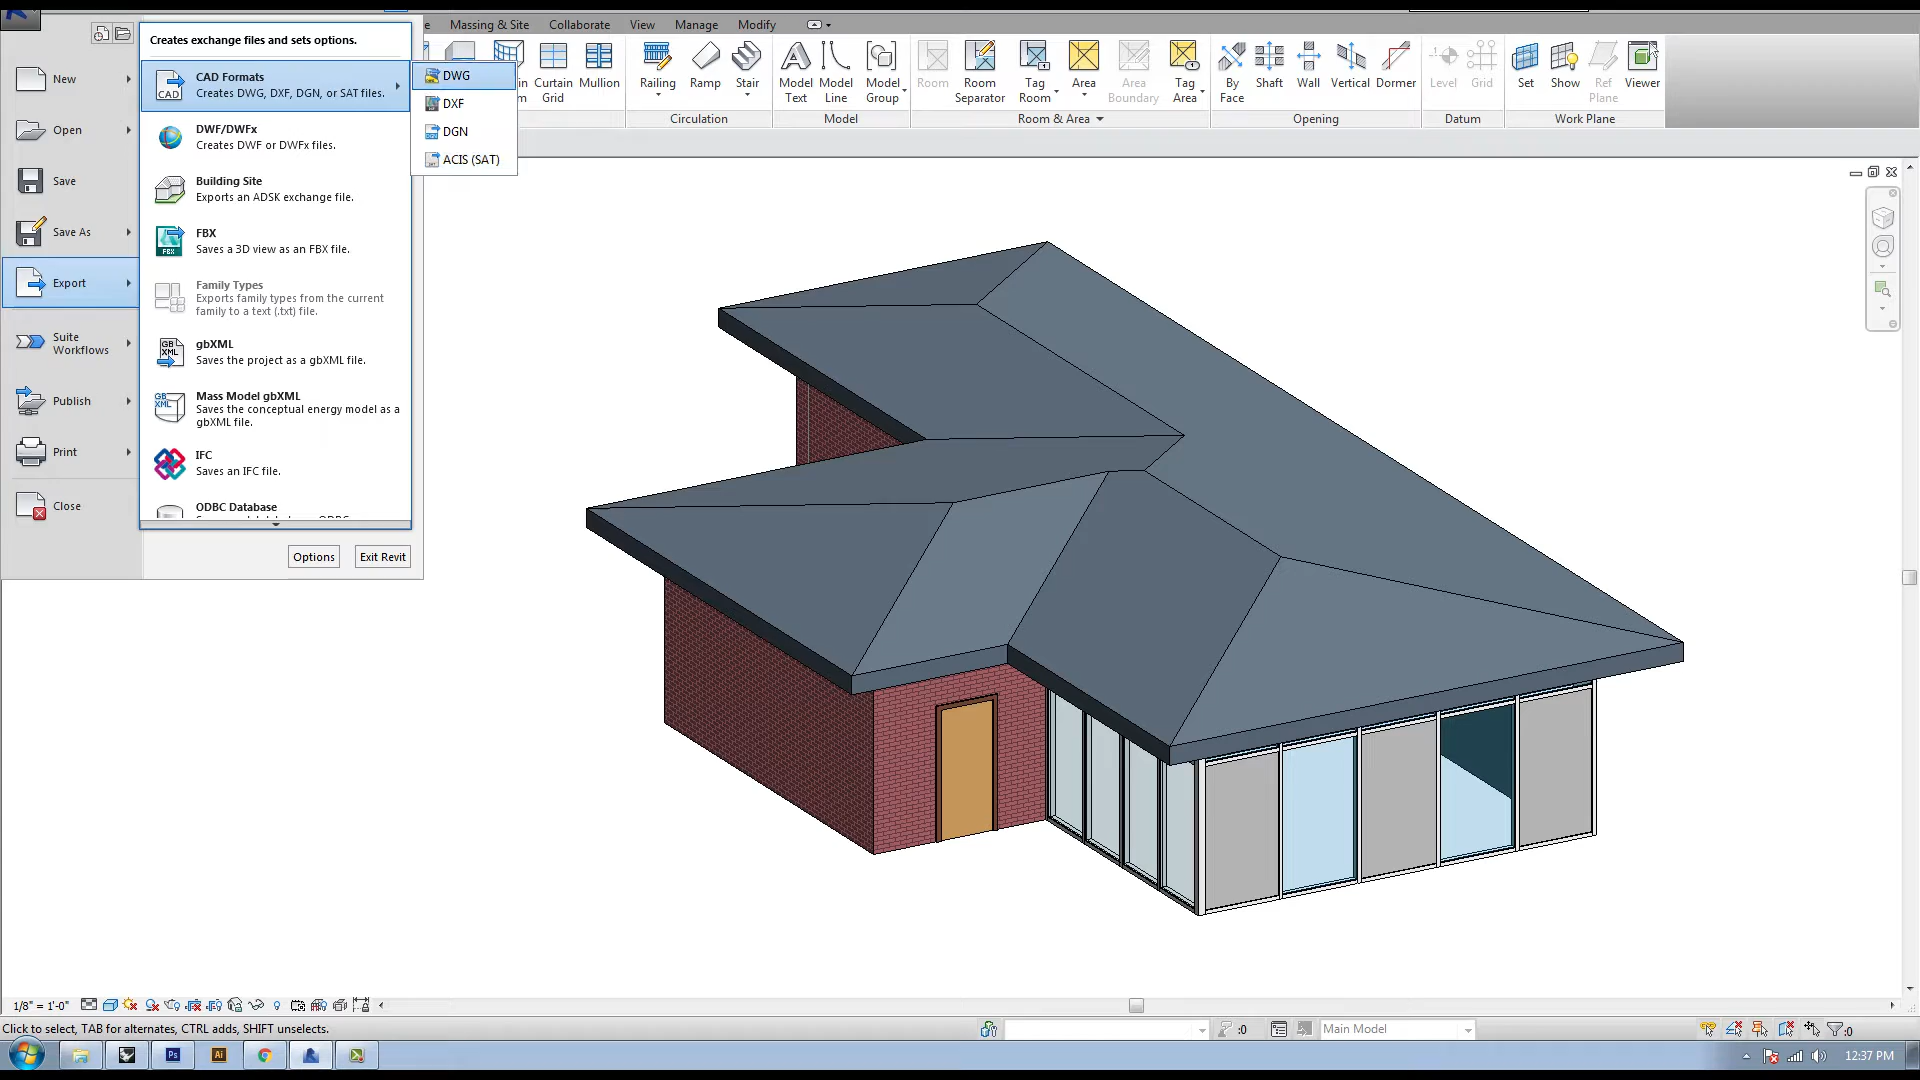 Massing & Site
Collaborate
View
Manage
Modify
Creates exchange files and sets options.
New
CAD Formats
Creates DWG, DXF, DGN, or SAT files.
CAD
DWG
DXF
DGN
ACIS (SAT)
Open
DWF/DWFx
Creates DWF or DWFx files.
Save
Building Site
Exports an ADSK exchange file.
Save As
FBX
Saves a 3D view as an FBX file.
Export
Family Types
Exports family types from the current
family to a text (.txt) file.
Suite
Workflows
GB
XML
gbXML
Saves the project as a gbXML file.
Publish
GB
XML
Mass Model gbXML
Saves the conceptual energy model as a
gbXML file.
Print
IFC
Saves an IFC file.
Close
ODBC Database
Options
Exit Revit
Curtain
Grid
Mullion
Railing
Ramp
Stair
Circulation
Model
Text
Model
Line
Model
Group
Model
Room
Room
Separator
Tag
Room
Area
Area
Boundary
Tag
Area
Room & Area
By
Face
Shaft
Wall
Vertical
Dormer
Opening
Level
Grid
Datum
Set
Show
Ref
Plane
Viewer
Work Plane
1/8" = 1'-0"
Click to select, TAB for alternates, CTRL adds, SHIFT unselects.
:0
Main Model
:0
Ps
Ai
12:37 PM